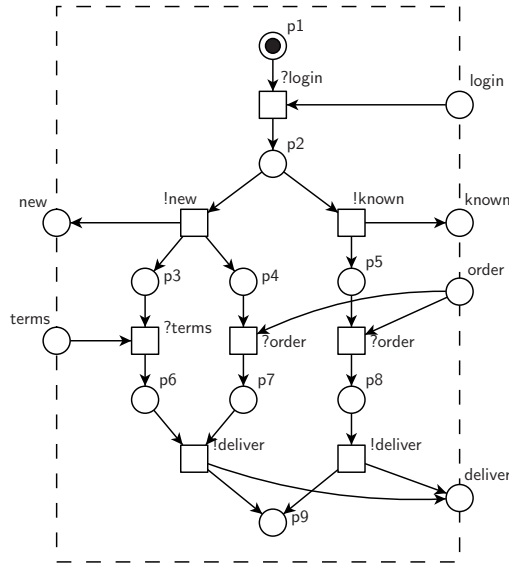 p1
?login
login
p2
!new
!known
new
known
p3
p4
p5
order
terms
?terms
?order
?order
p6
p7
p8
!deliver
!deliver
deliver
p9